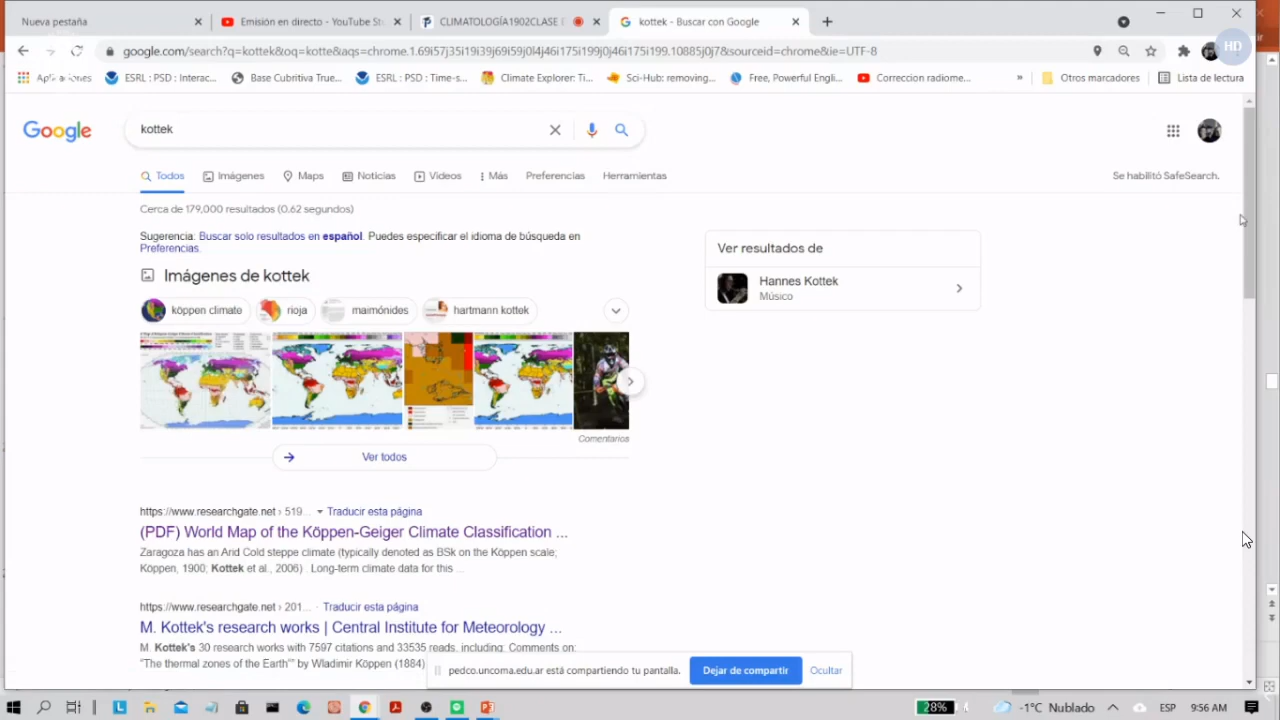 Nueva pestaña
Emisión en directo - YouTube St
CLIMATOLOGÍA1902CLASE
kottek - Buscar con Google
google.com/search?q=kottek&oq=kotte&aqs=chrome.1.69i57j35i19i39j69i59j0l4j46i175i199j0j46i175i199.10885j0j7&sourceid=chrome&ie=UTF-8
HD
Aplicaciones
ESRL : PSD : Interac...
Base Cubritiva True...
ESRL : PSD : Time-s...
Climate Explorer: Ti...
Sci-Hub: removing...
Free, Powerful Engli...
Correccion radiome...
»
Otros marcadores
Lista de lectura
Google
kottek
Todos
Imágenes
Maps
Noticias
Videos
Más
Preferencias
Herramientas
Se habilitó SafeSearch.
Cerca de 179,000 resultados (0.62 segundos)
Sugerencia: Buscar solo resultados en español. Puedes especificar el idioma de búsqueda en
Preferencias.
Imágenes de kottek
köppen climate
rioja
maimónides
hartmann kottek
Comentarios
Ver todos
Ver resultados de
Hannes Kottek
Músico
https://www.researchgate.net › 519... Traducir esta página
(PDF) World Map of the Köppen-Geiger Climate Classification ...
Zaragoza has an Arid Cold steppe climate (typically denoted as BSk on the Köppen scale;
Köppen, 1900; Kottek et al., 2006) . Long-term climate data for this ...
https://www.researchgate.net › 201... · Traducir esta página
M. Kottek's research works | Central Institute for Meteorology ...
M. Kottek's 30 research works with 7597 citations and 33535 reads, including: Comments on:
"The thermal zones of the Earth"" by Wladimir Köppen (1884)
pedco.uncoma.edu.ar está compartiendo tu pantalla.
Dejar de compartir
Ocultar
28%
-1°C Nublado
ESP
9:56 AM